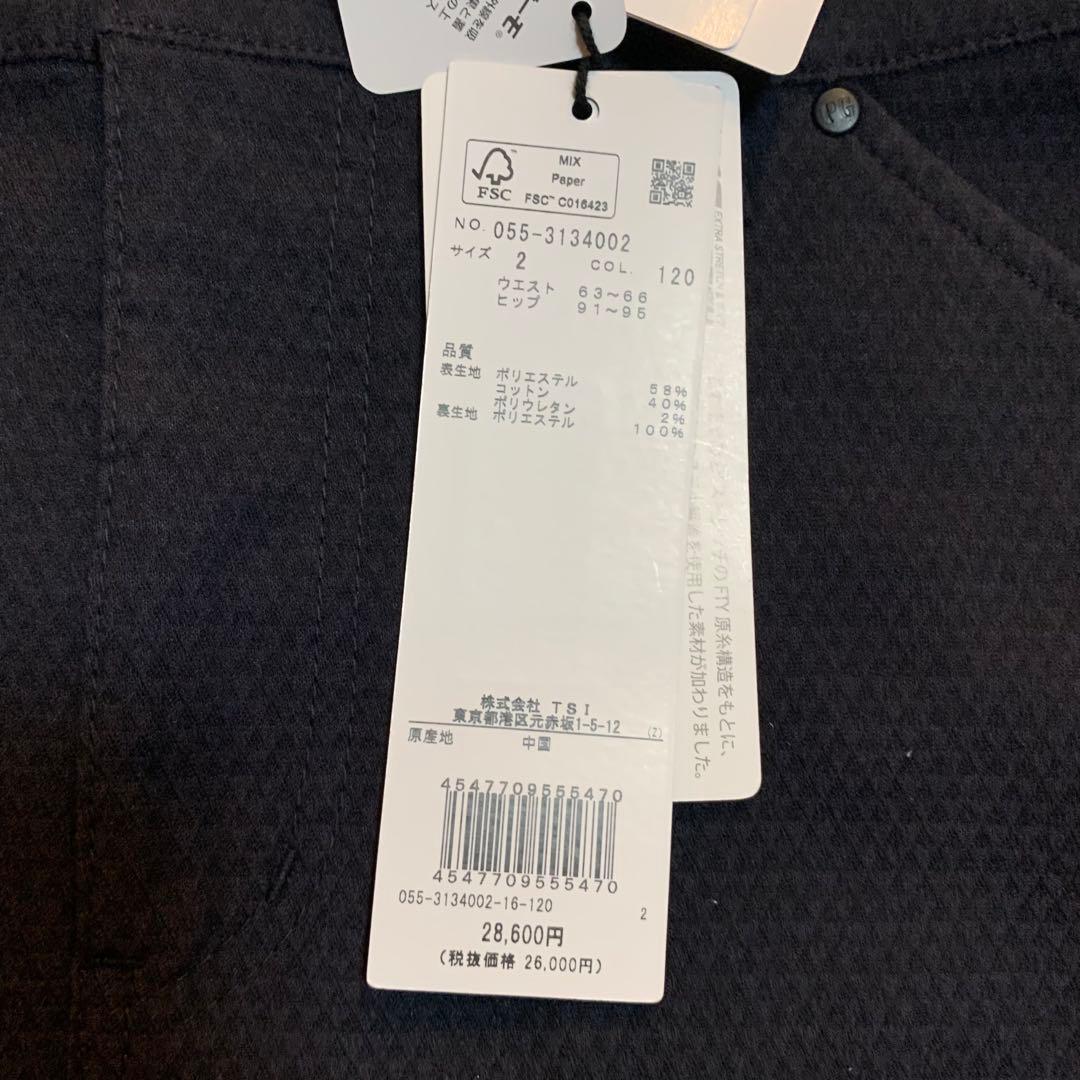 ーモ®
MIX
Paper
FSC™ C016423
FSC
NO. 055-3134002
サイズ 2 COL. 120
ウエスト 63～66
ヒップ 91～95
品質
表生地 ポリエステル 58%
コットン 40%
ポリウレタン 2%
裏生地 ポリエステル 100%
株式会社 TSI
東京都港区元赤坂1-5-12 (Z)
原産地 中国
4547709555470
4547709555470
055-3134002-16-120 2
28,600円
(税抜価格 26,000円)
PG
EXTRA STRETCH &
のFTY原糸構造をもとに、
を使用した素材が加わりました。